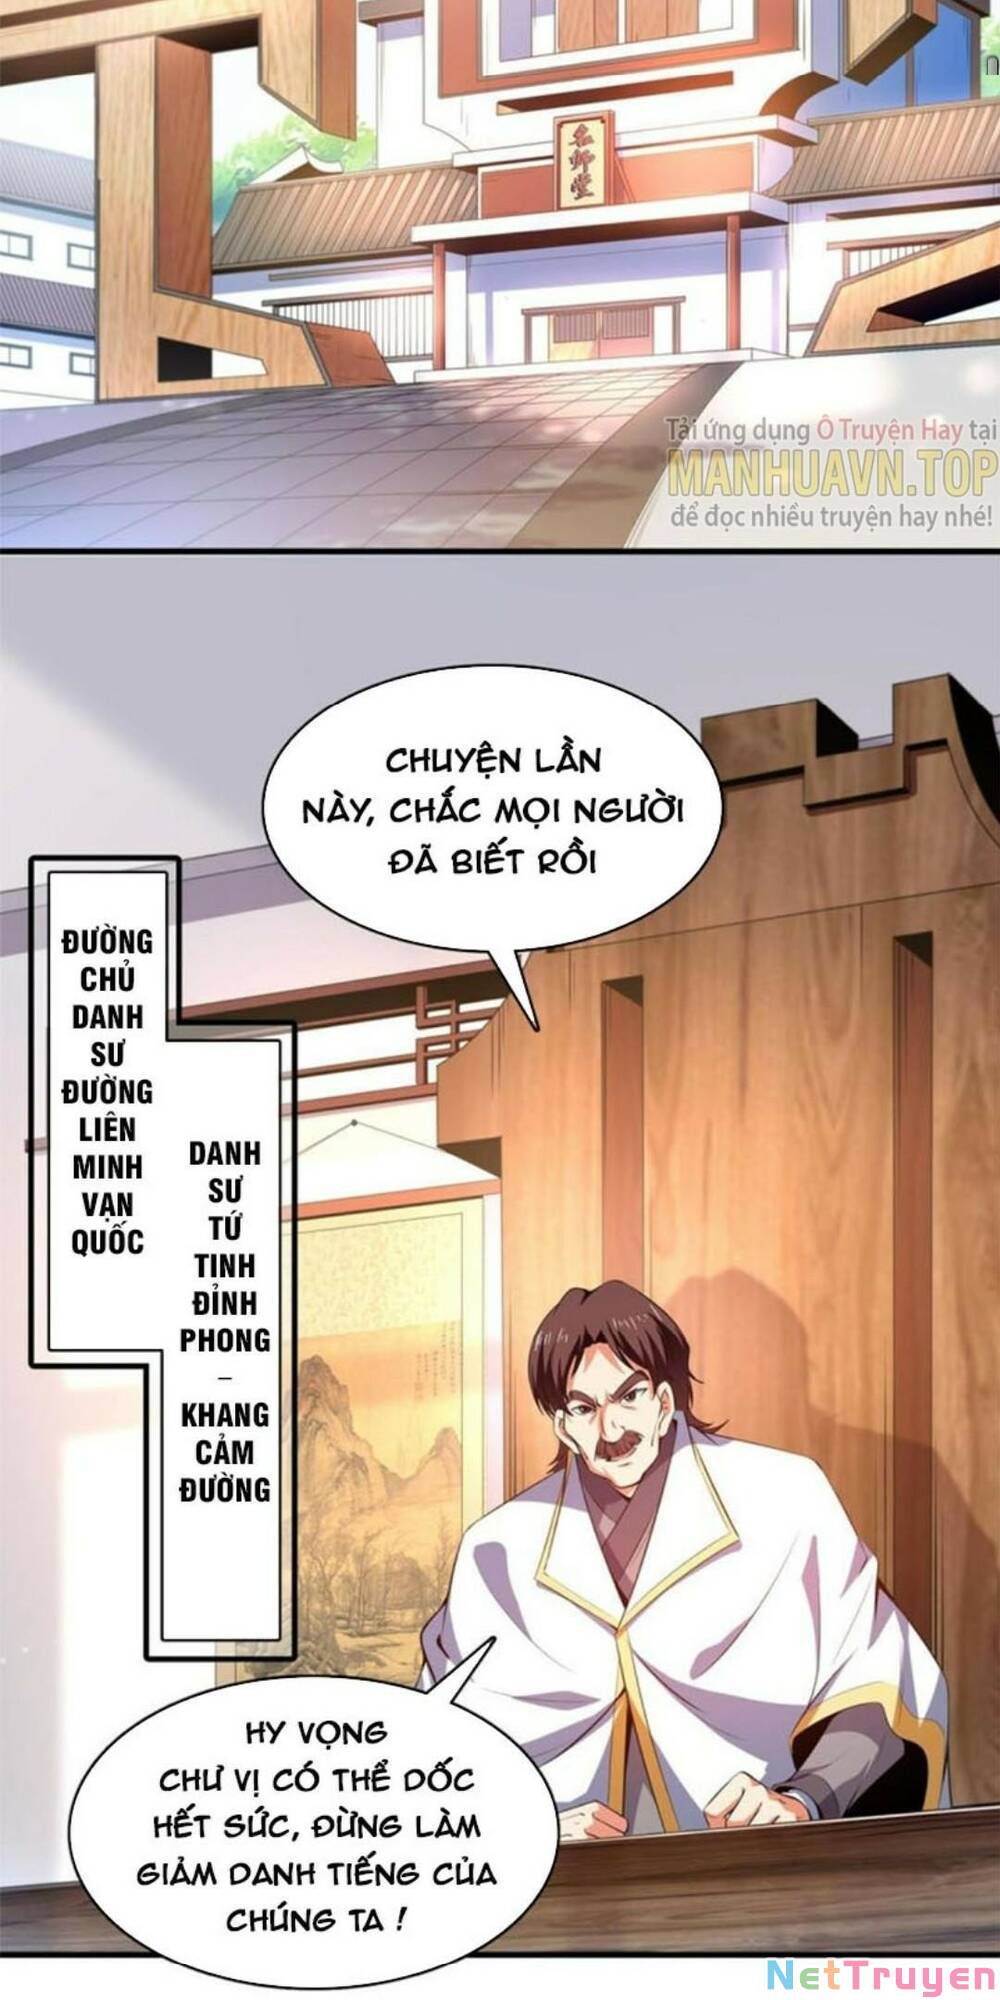 名师堂
Tải ứng dụng Ô Truyện Hay tại
MANHUAVN.TOP
để đọc nhiều truyện hay nhé!
CHUYỆN LẦN
NÀY, CHẮC MỌI NGƯỜI
ĐÃ BIẾT RỒI
ĐƯỜNG
CHỦ
DANH
SƯ
ĐƯỜNG
LIÊN
MINH
VẠN
QUỐC
DANH
SƯ
TỨ
TINH
ĐỈNH
PHONG
–
KHANG
CẢM
ĐƯỜNG
HY VỌNG
CHƯ VỊ CÓ THỂ DỐC
HẾT SỨC, ĐỪNG LÀM
GIẢM DANH TIẾNG CỦA
CHÚNG TA !
NetTruyen